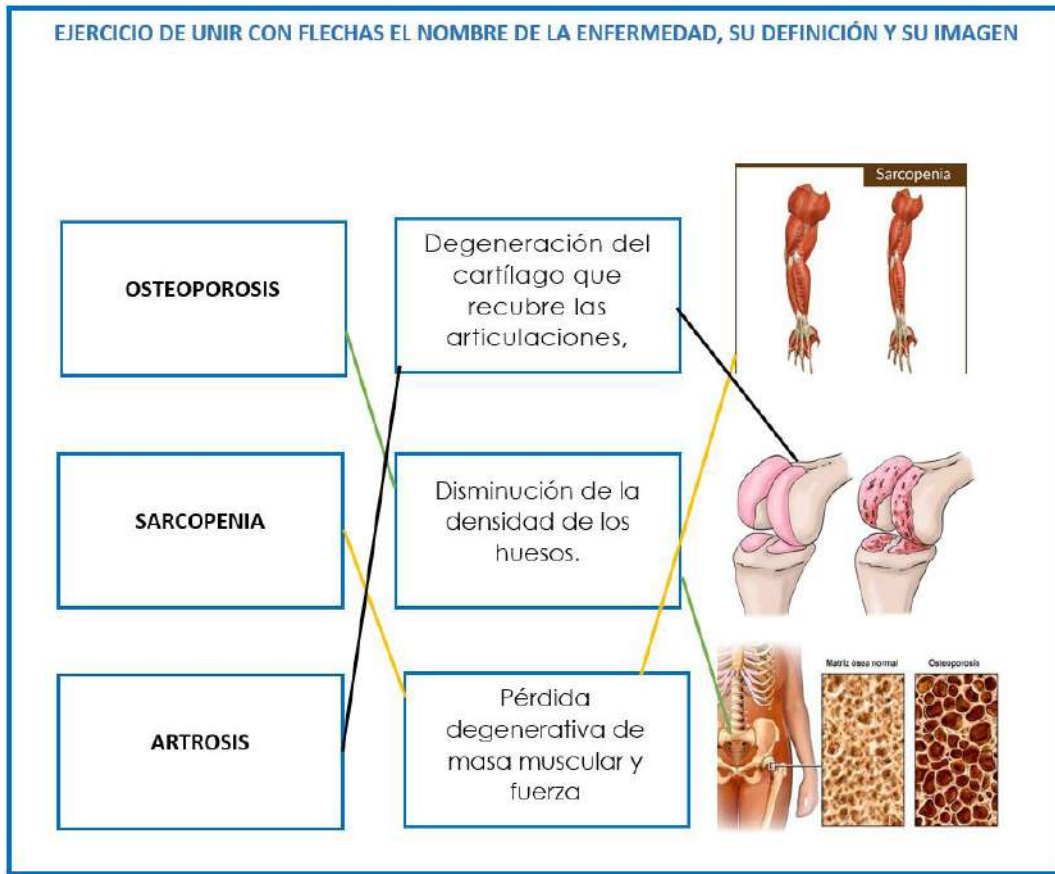 EJERCICIO DE UNIR CON FLECHAS EL NOMBRE DE LA ENFERMEDAD, SU DEFINICIÓN Y SU IMAGEN
OSTEOPOROSIS
SARCOPENIA
ARTROSIS
Degeneración del
cartílago que
recubre las
articulaciones,
Disminución de la
densidad de los
huesos.
Pérdida
degenerativa de
masa muscular y
fuerza
Sarcopenia
Matriz ósea normal
Osteoporosis